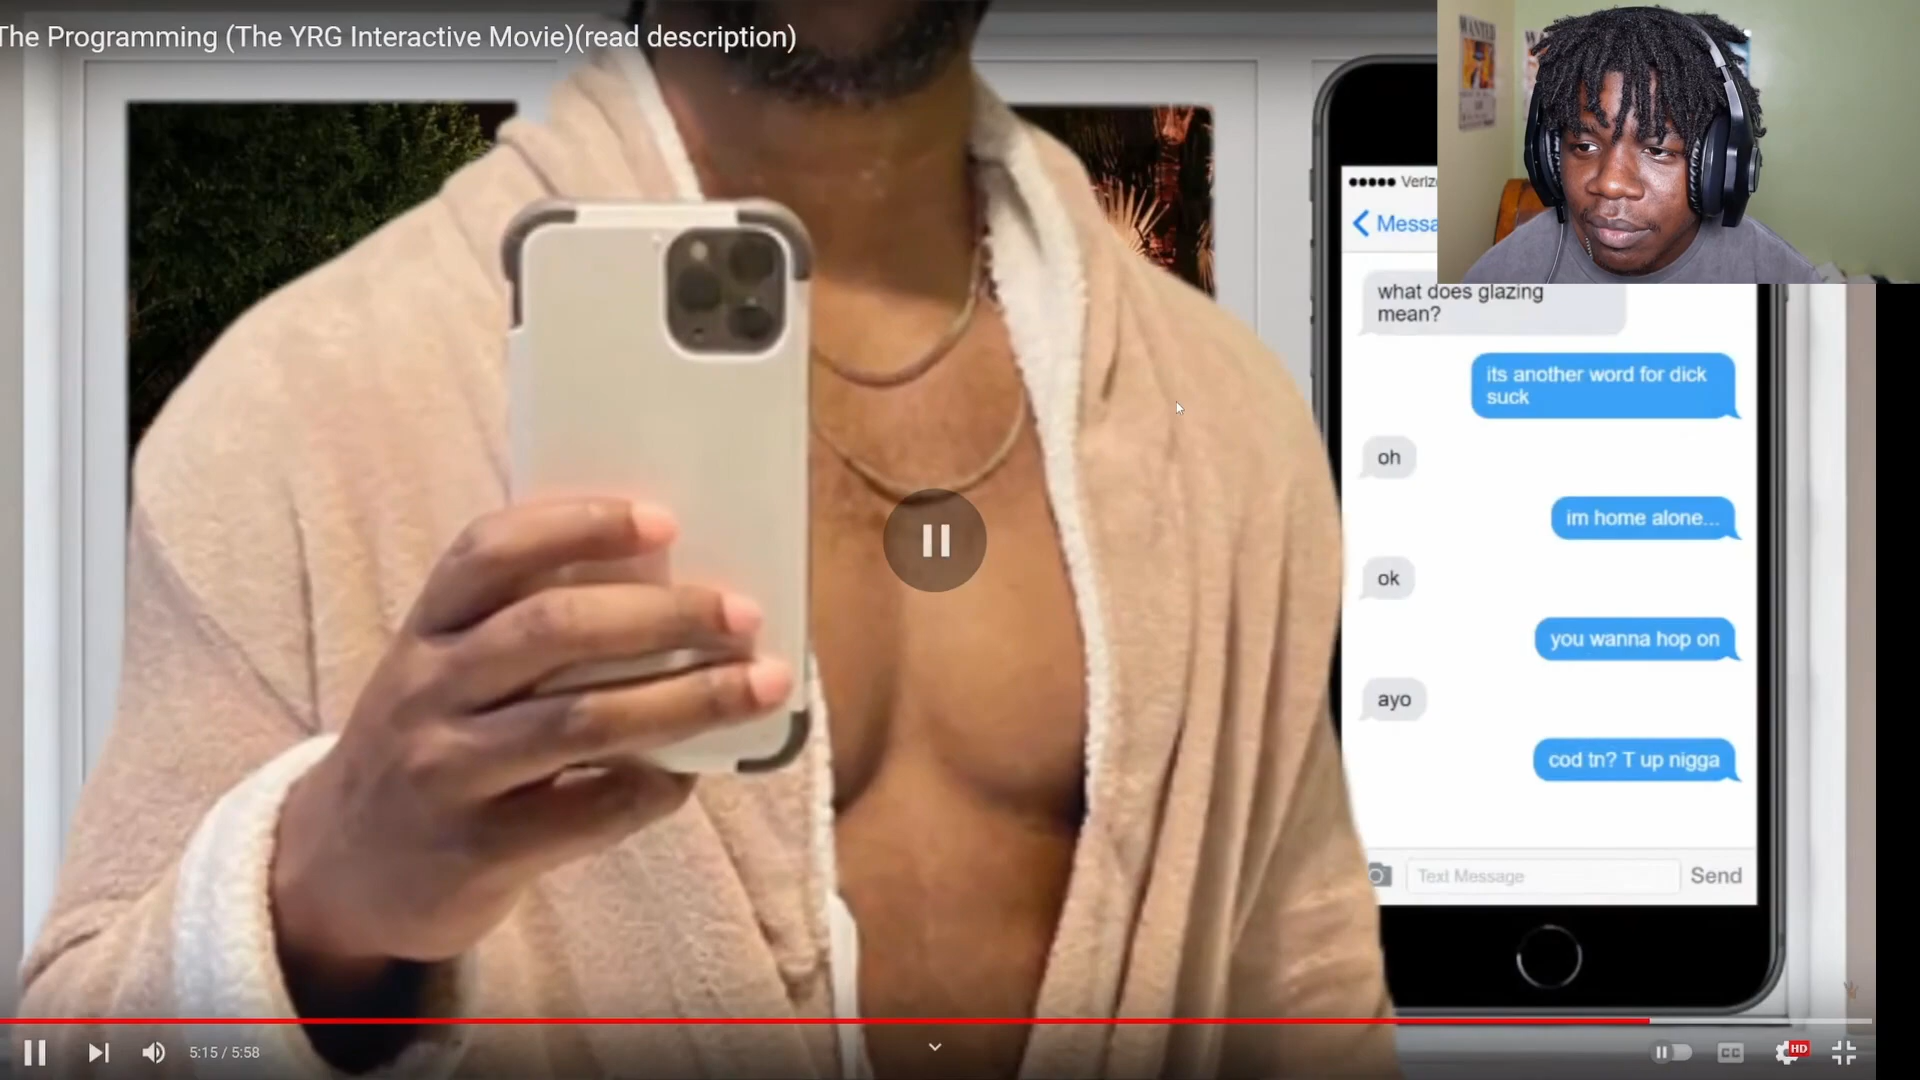 The Programming (The YRG Interactive Movie)(read description)
WANTED
Messa
what does glazing
mean?
its another word for dick
suck
oh
im home alone...
ok
you wanna hop on
ayo
cod tn? T up nigga
Text Message
Send
5:15 / 5:58
CC
HD